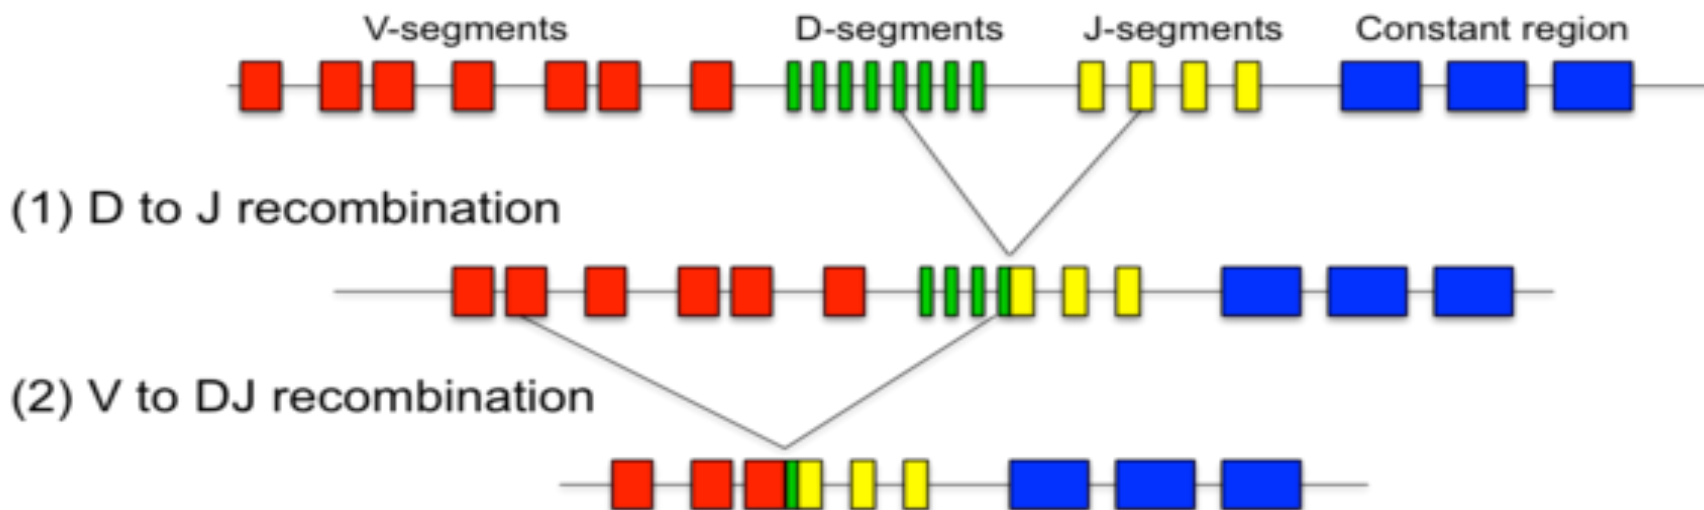 V-segments D-segments J-segments Constant region
(1) D to J recombination
(2) V to DJ recombination